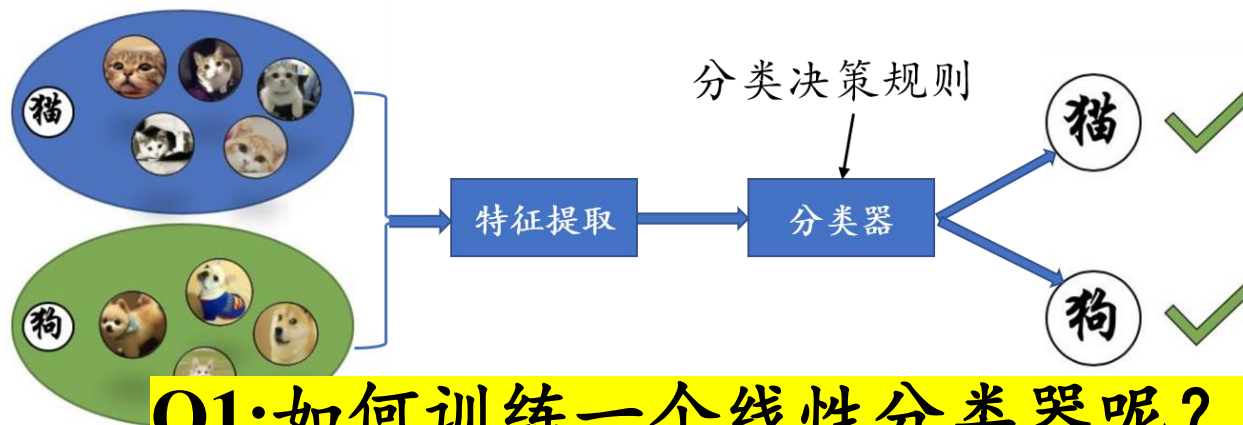 猫
分类决策规则
猫
特征提取
分类器
狗
狗
Q1:如何训练一个线性分类器呢？